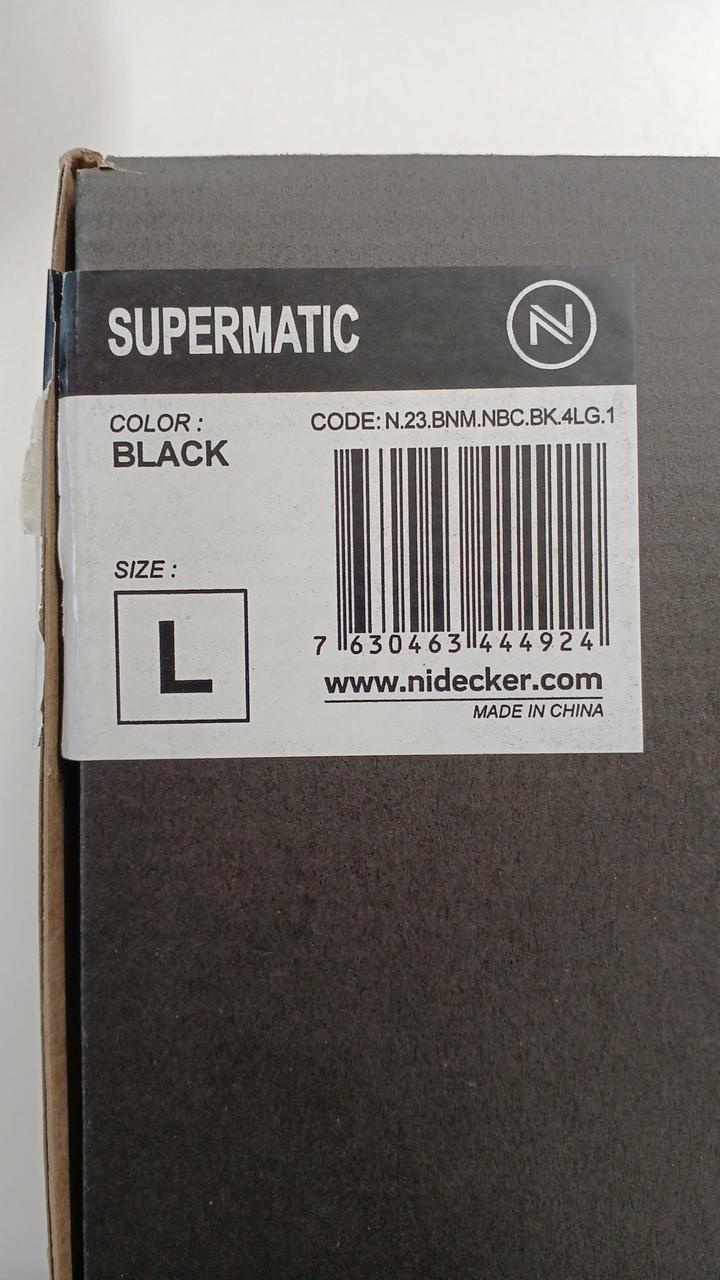 SUPERMATIC
N
COLOR :
BLACK
CODE: N.23.BNM.NBC.BK.4LG.1
SIZE :
L
7 630463 444924
www.nidecker.com
MADE IN CHINA